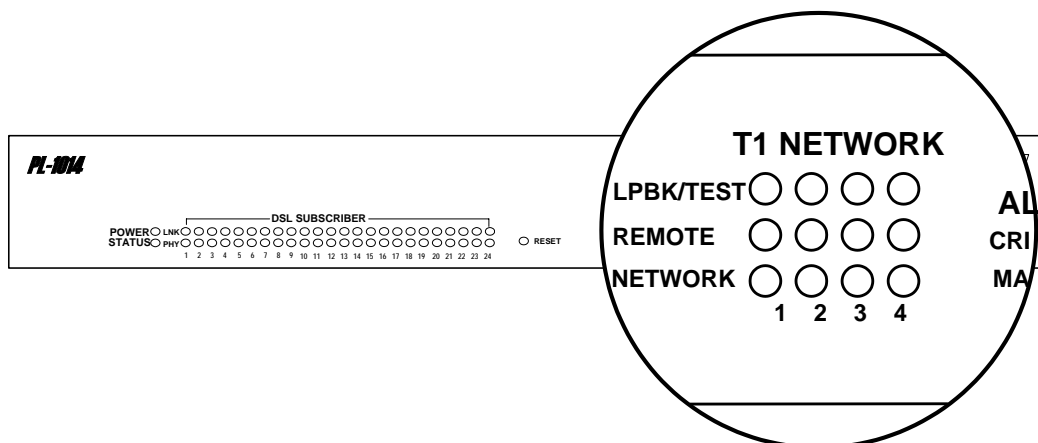 PL-1014
DSL SUBSCRIBER
POWER LNK
STATUS PHY
1 2 3 4 5 6 7 8 9 10 11 12 13 14 15 16 17 18 19 20 21 22 23 24
RESET
T1 NETWORK
LPBK/TEST
REMOTE
NETWORK
1 2 3 4
AL
CRI
MA